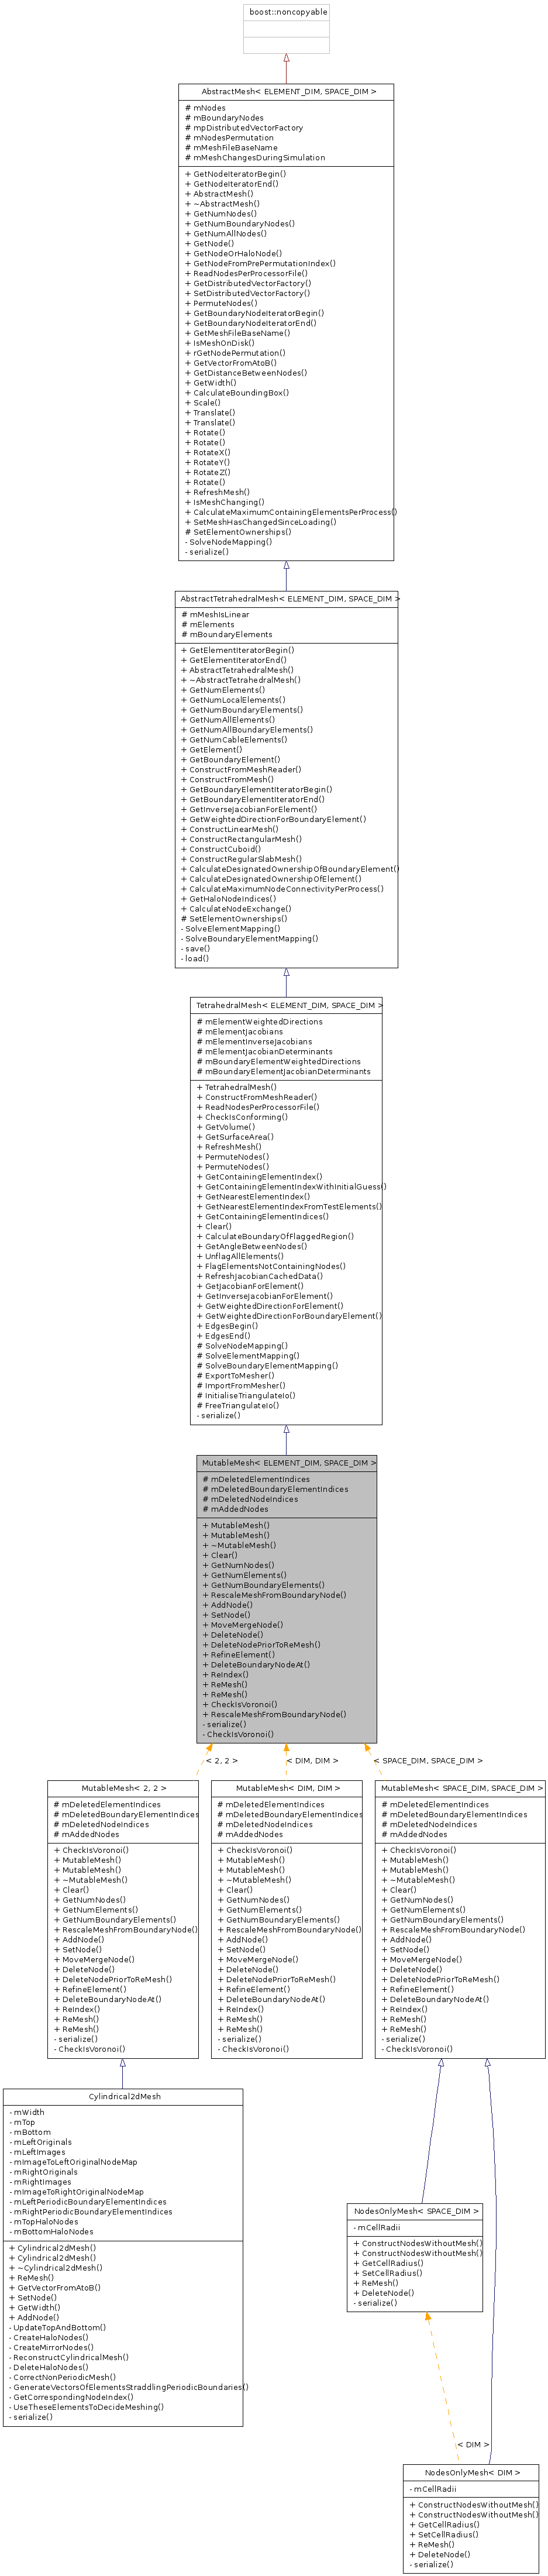 boost::noncopyable
AbstractMesh< ELEMENT_DIM, SPACE_DIM >
# mNodes
# mBoundaryNodes
# mpDistributedVectorFactory
# mNodesPermutation
# mMeshFileBaseName
# mMeshChangesDuringSimulation
+ GetNodeIteratorBegin()
+ GetNodeIteratorEnd()
+ AbstractMesh()
+ ~AbstractMesh()
+ GetNumNodes()
+ GetNumBoundaryNodes()
+ GetNumAllNodes()
+ GetNode()
+ GetNodeOrHaloNode()
+ GetNodeFromPrePermutationIndex()
+ ReadNodesPerProcessorFile()
+ GetDistributedVectorFactory()
+ SetDistributedVectorFactory()
+ PermuteNodes()
+ GetBoundaryNodeIteratorBegin()
+ GetBoundaryNodeIteratorEnd()
+ GetMeshFileBaseName()
+ IsMeshOnDisk()
+ rGetNodePermutation()
+ GetVectorFromAtoB()
+ GetDistanceBetweenNodes()
+ GetWidth()
+ CalculateBoundingBox()
+ Scale()
+ Translate()
+ Translate()
+ Rotate()
+ Rotate()
+ RotateX()
+ RotateY()
+ RotateZ()
+ Rotate()
+ RefreshMesh()
+ IsMeshChanging()
+ CalculateMaximumContainingElementsPerProcess()
+ SetMeshHasChangedSinceLoading()
# SetElementOwnerships()
- SolveNodeMapping()
- serialize()
AbstractTetrahedralMesh< ELEMENT_DIM, SPACE_DIM >
# mMeshIsLinear
# mElements
# mBoundaryElements
+ GetElementIteratorBegin()
+ GetElementIteratorEnd()
+ AbstractTetrahedralMesh()
+ ~AbstractTetrahedralMesh()
+ GetNumElements()
+ GetNumLocalElements()
+ GetNumBoundaryElements()
+ GetNumAllElements()
+ GetNumAllBoundaryElements()
+ GetNumCableElements()
+ GetElement()
+ GetBoundaryElement()
+ ConstructFromMeshReader()
+ ConstructFromMesh()
+ GetBoundaryElementIteratorBegin()
+ GetBoundaryElementIteratorEnd()
+ GetInverseJacobianForElement()
+ GetWeightedDirectionForBoundaryElement()
+ ConstructLinearMesh()
+ ConstructRectangularMesh()
+ ConstructCuboid()
+ ConstructRegularSlabMesh()
+ CalculateDesignatedOwnershipOfBoundaryElement()
+ CalculateDesignatedOwnershipOfElement()
+ CalculateMaximumNodeConnectivityPerProcess()
+ GetHaloNodeIndices()
+ CalculateNodeExchange()
# SetElementOwnerships()
- SolveElementMapping()
- SolveBoundaryElementMapping()
- save()
- load()
TetrahedralMesh< ELEMENT_DIM, SPACE_DIM >
# mElementWeightedDirections
# mElementJacobians
# mElementInverseJacobians
# mElementJacobianDeterminants
# mBoundaryElementWeightedDirections
# mBoundaryElementJacobianDeterminants
+ TetrahedralMesh()
+ ConstructFromMeshReader()
+ ReadNodesPerProcessorFile()
+ CheckIsConforming()
+ GetVolume()
+ GetSurfaceArea()
+ RefreshMesh()
+ PermuteNodes()
+ PermuteNodes()
+ GetContainingElementIndex()
+ GetContainingElementIndexWithInitialGuess()
+ GetNearestElementIndex()
+ GetNearestElementIndexFromTestElements()
+ GetContainingElementIndices()
+ Clear()
+ CalculateBoundaryOfFlaggedRegion()
+ GetAngleBetweenNodes()
+ UnflagAllElements()
+ FlagElementsNotContainingNodes()
+ RefreshJacobianCachedData()
+ GetJacobianForElement()
+ GetInverseJacobianForElement()
+ GetWeightedDirectionForElement()
+ GetWeightedDirectionForBoundaryElement()
+ EdgesBegin()
+ EdgesEnd()
# SolveNodeMapping()
# SolveElementMapping()
# SolveBoundaryElementMapping()
# ExportToMesher()
# ImportFromMesher()
# InitialiseTriangulateIo()
# FreeTriangulateIo()
- serialize()
MutableMesh< ELEMENT_DIM, SPACE_DIM >
# mDeletedElementIndices
# mDeletedBoundaryElementIndices
# mDeletedNodeIndices
# mAddedNodes
+ MutableMesh()
+ MutableMesh()
+ ~MutableMesh()
+ Clear()
+ GetNumNodes()
+ GetNumElements()
+ GetNumBoundaryElements()
+ RescaleMeshFromBoundaryNode()
+ AddNode()
+ SetNode()
+ MoveMergeNode()
+ DeleteNode()
+ DeleteNodePriorToReMesh()
+ RefineElement()
+ DeleteBoundaryNodeAt()
+ ReIndex()
+ ReMesh()
+ ReMesh()
+ CheckIsVoronoi()
+ RescaleMeshFromBoundaryNode()
- serialize()
- CheckIsVoronoi()
< 2, 2 >
< DIM, DIM >
< SPACE_DIM, SPACE_DIM >
MutableMesh< 2, 2 >
# mDeletedElementIndices
# mDeletedBoundaryElementIndices
# mDeletedNodeIndices
# mAddedNodes
+ CheckIsVoronoi()
+ MutableMesh()
+ MutableMesh()
+ ~MutableMesh()
+ Clear()
+ GetNumNodes()
+ GetNumElements()
+ GetNumBoundaryElements()
+ RescaleMeshFromBoundaryNode()
+ AddNode()
+ SetNode()
+ MoveMergeNode()
+ DeleteNode()
+ DeleteNodePriorToReMesh()
+ RefineElement()
+ DeleteBoundaryNodeAt()
+ ReIndex()
+ ReMesh()
+ ReMesh()
- serialize()
- CheckIsVoronoi()
MutableMesh< DIM, DIM >
# mDeletedElementIndices
# mDeletedBoundaryElementIndices
# mDeletedNodeIndices
# mAddedNodes
+ CheckIsVoronoi()
+ MutableMesh()
+ MutableMesh()
+ ~MutableMesh()
+ Clear()
+ GetNumNodes()
+ GetNumElements()
+ GetNumBoundaryElements()
+ RescaleMeshFromBoundaryNode()
+ AddNode()
+ SetNode()
+ MoveMergeNode()
+ DeleteNode()
+ DeleteNodePriorToReMesh()
+ RefineElement()
+ DeleteBoundaryNodeAt()
+ ReIndex()
+ ReMesh()
+ ReMesh()
- serialize()
- CheckIsVoronoi()
MutableMesh< SPACE_DIM, SPACE_DIM >
# mDeletedElementIndices
# mDeletedBoundaryElementIndices
# mDeletedNodeIndices
# mAddedNodes
+ CheckIsVoronoi()
+ MutableMesh()
+ MutableMesh()
+ ~MutableMesh()
+ Clear()
+ GetNumNodes()
+ GetNumElements()
+ GetNumBoundaryElements()
+ RescaleMeshFromBoundaryNode()
+ AddNode()
+ SetNode()
+ MoveMergeNode()
+ DeleteNode()
+ DeleteNodePriorToReMesh()
+ RefineElement()
+ DeleteBoundaryNodeAt()
+ ReIndex()
+ ReMesh()
+ ReMesh()
- serialize()
- CheckIsVoronoi()
Cylindrical2dMesh
- mWidth
- mTop
- mBottom
- mLeftOriginals
- mLeftImages
- mImageToLeftOriginalNodeMap
- mRightOriginals
- mRightImages
- mImageToRightOriginalNodeMap
- mLeftPeriodicBoundaryElementIndices
- mRightPeriodicBoundaryElementIndices
- mTopHaloNodes
- mBottomHaloNodes
+ Cylindrical2dMesh()
+ Cylindrical2dMesh()
+ ~Cylindrical2dMesh()
+ ReMesh()
+ GetVectorFromAtoB()
+ SetNode()
+ GetWidth()
+ AddNode()
- UpdateTopAndBottom()
- CreateHaloNodes()
- CreateMirrorNodes()
- ReconstructCylindricalMesh()
- DeleteHaloNodes()
- CorrectNonPeriodicMesh()
- GenerateVectorsOfElementsStraddlingPeriodicBoundaries()
- GetCorrespondingNodeIndex()
- UseTheseElementsToDecideMeshing()
- serialize()
NodesOnlyMesh< SPACE_DIM >
- mCellRadii
+ ConstructNodesWithoutMesh()
+ ConstructNodesWithoutMesh()
+ GetCellRadius()
+ SetCellRadius()
+ ReMesh()
+ DeleteNode()
- serialize()
< DIM >
NodesOnlyMesh< DIM >
- mCellRadii
+ ConstructNodesWithoutMesh()
+ ConstructNodesWithoutMesh()
+ GetCellRadius()
+ SetCellRadius()
+ ReMesh()
+ DeleteNode()
- serialize()